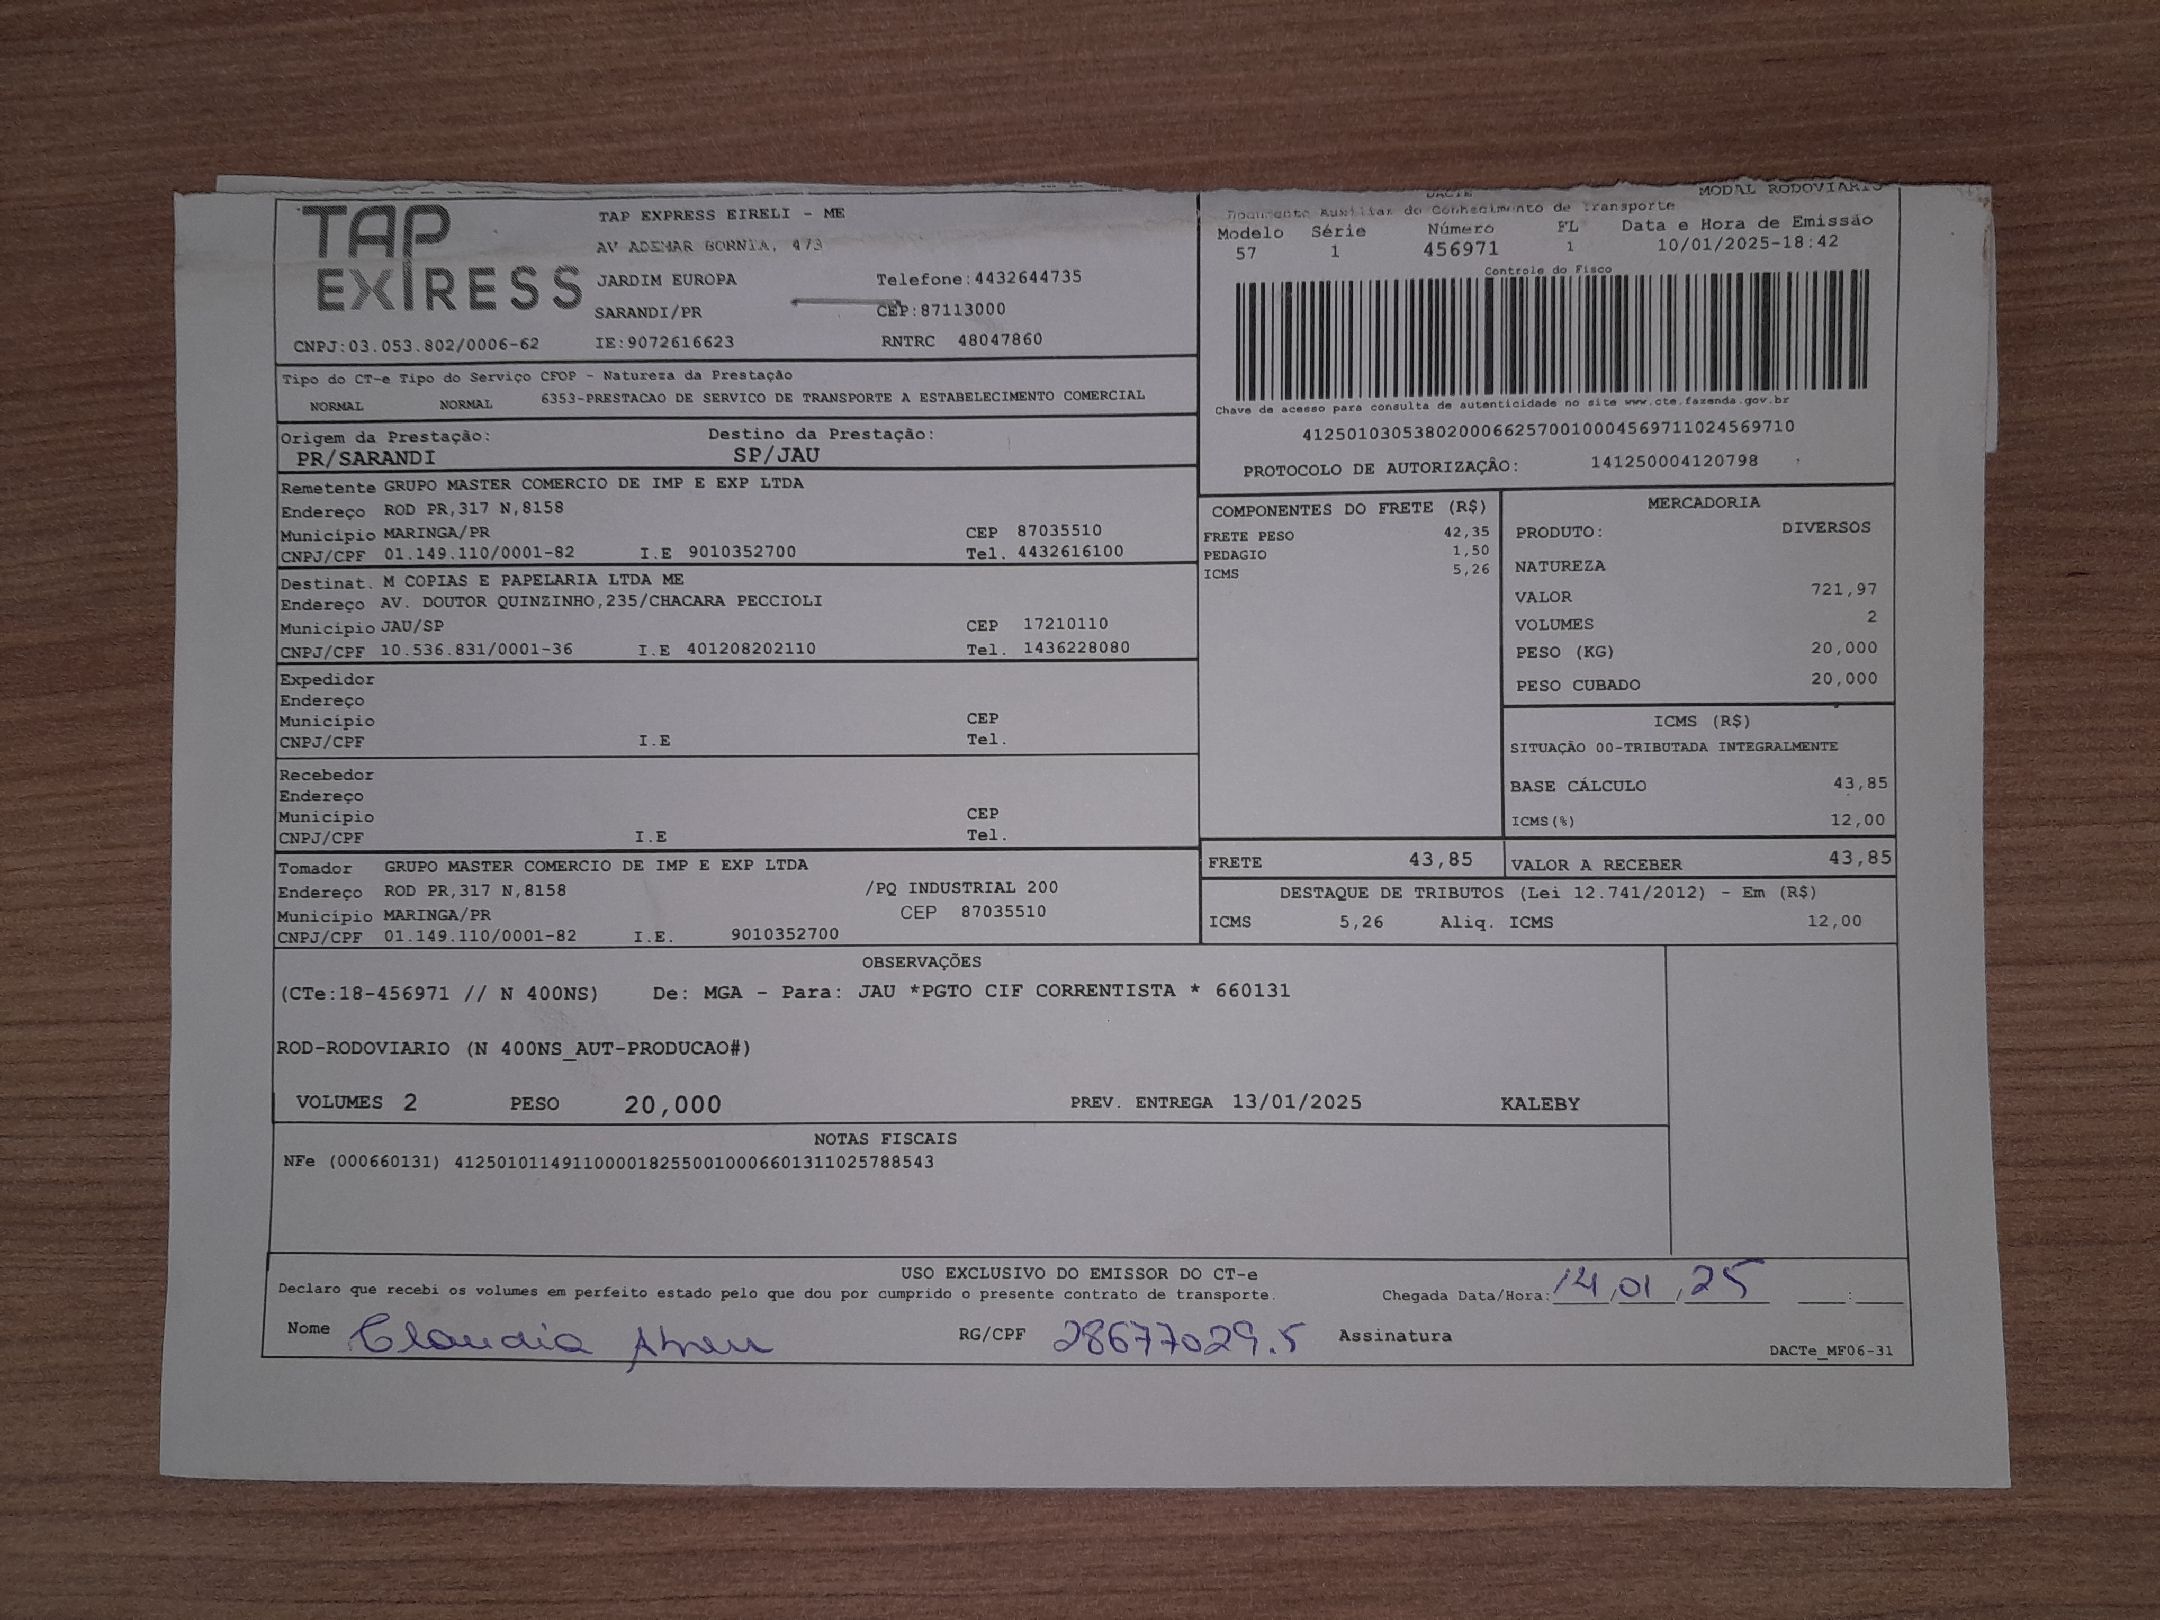 TAP
EXPRESS
TAP EXPRESS EIRELI - ME
AV ADEMAR BORNIA, 473
JARDIM EUROPA Telefone:4432644735
SARANDI/PR CEP:87113000
CNPJ:03.053.802/0006-62 IE:9072616623 RNTRC 48047860
DACTE MODAL RODOVIARIO
Documento Auxiliar do Conhecimento de Transporte
Modelo Série Número FL Data e Hora de Emissão
57 1 456971 1 10/01/2025-18:42
Controle do Fisco
Chave de acesso para consulta de autenticidade no site www.cte.fazenda.gov.br
41250103053802000662570010004569711024569710
PROTOCOLO DE AUTORIZAÇÃO: 141250004120798
Tipo do CT-e Tipo do Serviço CFOP - Natureza da Prestação
NORMAL NORMAL 6353-PRESTACAO DE SERVICO DE TRANSPORTE A ESTABELECIMENTO COMERCIAL
Origem da Prestação: Destino da Prestação:
PR/SARANDI SP/JAU
Remetente GRUPO MASTER COMERCIO DE IMP E EXP LTDA
Endereço ROD PR,317 N,8158
Município MARINGA/PR CEP 87035510
CNPJ/CPF 01.149.110/0001-82 I.E 9010352700 Tel. 4432616100
Destinat. M COPIAS E PAPELARIA LTDA ME
Endereço AV. DOUTOR QUINZINHO,235/CHACARA PECCIOLI
Município JAU/SP CEP 17210110
CNPJ/CPF 10.536.831/0001-36 I.E 401208202110 Tel. 1436228080
Expedidor
Endereço
Município CEP
CNPJ/CPF I.E Tel.
Recebedor
Endereço
Município CEP
CNPJ/CPF I.E Tel.
Tomador GRUPO MASTER COMERCIO DE IMP E EXP LTDA
Endereço ROD PR,317 N,8158 /PQ INDUSTRIAL 200
Município MARINGA/PR CEP 87035510
CNPJ/CPF 01.149.110/0001-82 I.E. 9010352700
COMPONENTES DO FRETE (R$)
FRETE PESO 42,35
PEDAGIO 1,50
ICMS 5,26
MERCADORIA
PRODUTO: DIVERSOS
NATUREZA
VALOR 721,97
VOLUMES 2
PESO (KG) 20,000
PESO CUBADO 20,000
ICMS (R$)
SITUAÇÃO 00-TRIBUTADA INTEGRALMENTE
BASE CÁLCULO 43,85
ICMS(%) 12,00
FRETE 43,85 VALOR A RECEBER 43,85
DESTAQUE DE TRIBUTOS (Lei 12.741/2012) - Em (R$)
ICMS 5,26 Aliq. ICMS 12,00
OBSERVAÇÕES
(CTe:18-456971 // N 400NS) De: MGA - Para: JAU *PGTO CIF CORRENTISTA * 660131
ROD-RODOVIARIO (N 400NS_AUT-PRODUCAO#)
VOLUMES 2 PESO 20,000 PREV. ENTREGA 13/01/2025 KALEBY
NOTAS FISCAIS
NFe (000660131) 41250101149110000182550010006601311025788543
USO EXCLUSIVO DO EMISSOR DO CT-e
Declaro que recebi os volumes em perfeito estado pelo que dou por cumprido o presente contrato de transporte. Chegada Data/Hora: 14/01/25 __:__
Nome Claudia Abreu RG/CPF 28677029.5 Assinatura
DACTe_MF06-31